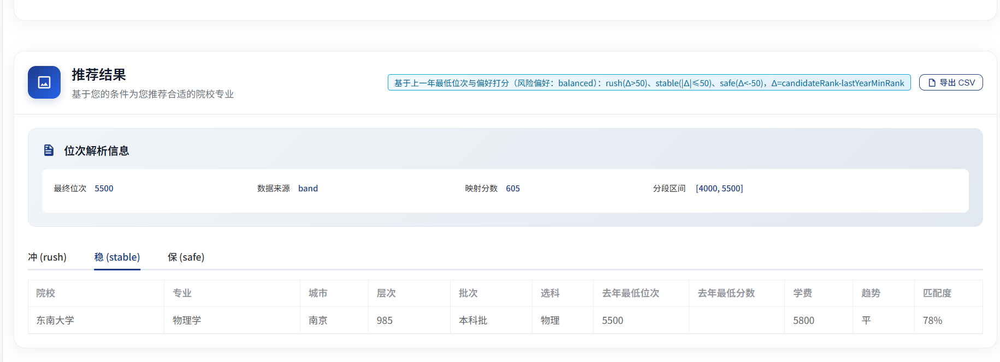 推荐结果
基于您的条件为您推荐合适的院校专业
基于上一年最低位次与偏好打分（风险偏好：balanced）：rush(Δ>50)、stable(|Δ|≤50)、safe(Δ<-50)，Δ=candidateRank-lastYearMinRank
导出 CSV
位次解析信息
最终位次 5500 数据来源 band 映射分数 605 分段区间 [4000, 5500]
冲 (rush) 稳 (stable) 保 (safe)
院校 专业 城市 层次 批次 选科 去年最低位次 去年最低分数 学费 趋势 匹配度
东南大学 物理学 南京 985 本科批 物理 5500 5800 平 78%